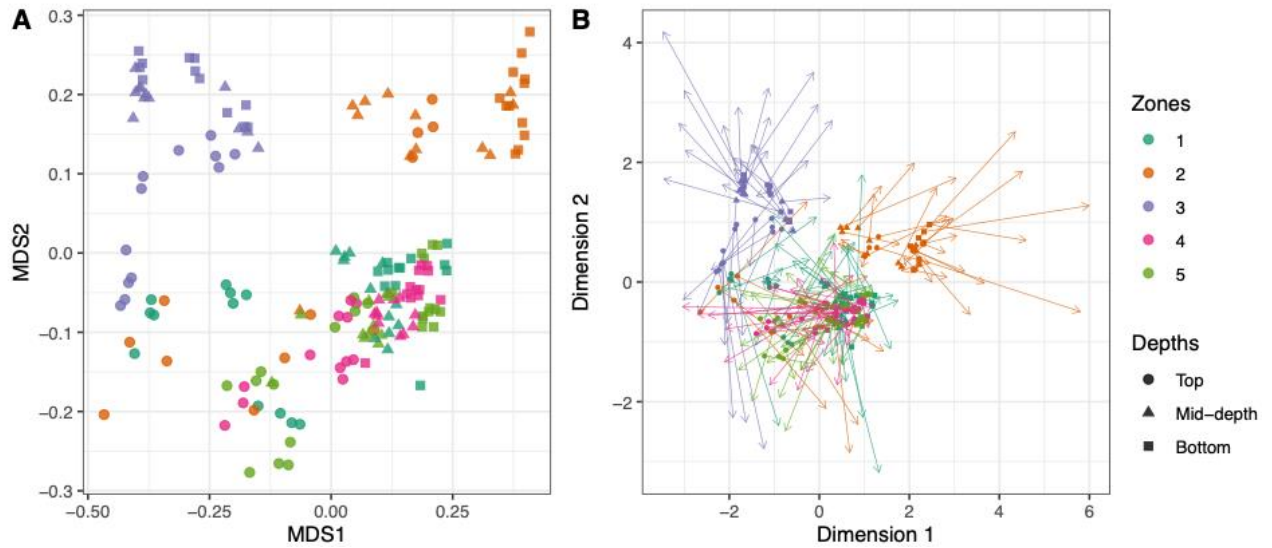 A
0.3
0.2
0.1
0.0
−0.1
−0.2
−0.3
MDS2
−0.50
−0.25
0.00
0.25
MDS1
B
4
2
0
−2
Dimension 2
−2
0
2
4
6
Dimension 1
Zones
1
2
3
4
5
Depths
Top
Mid−depth
Bottom